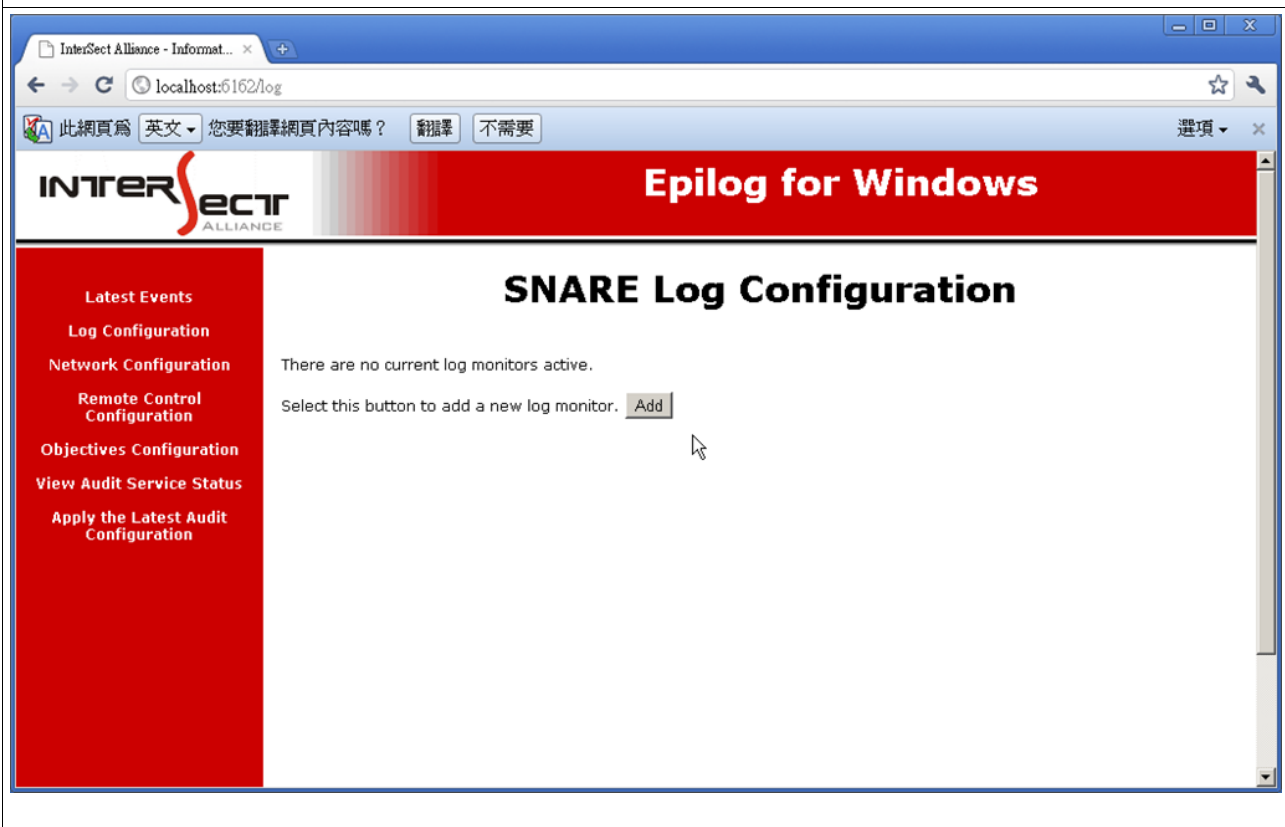 InterSect Alliance - Informat...
localhost:6162/log
此網頁為 英文 您要翻譯網頁內容嗎? 翻譯 不需要 選項
INTERSECT
ALLIANCE
Epilog for Windows
Latest Events
Log Configuration
Network Configuration
Remote Control
Configuration
Objectives Configuration
View Audit Service Status
Apply the Latest Audit
Configuration
SNARE Log Configuration
There are no current log monitors active.
Select this button to add a new log monitor. Add